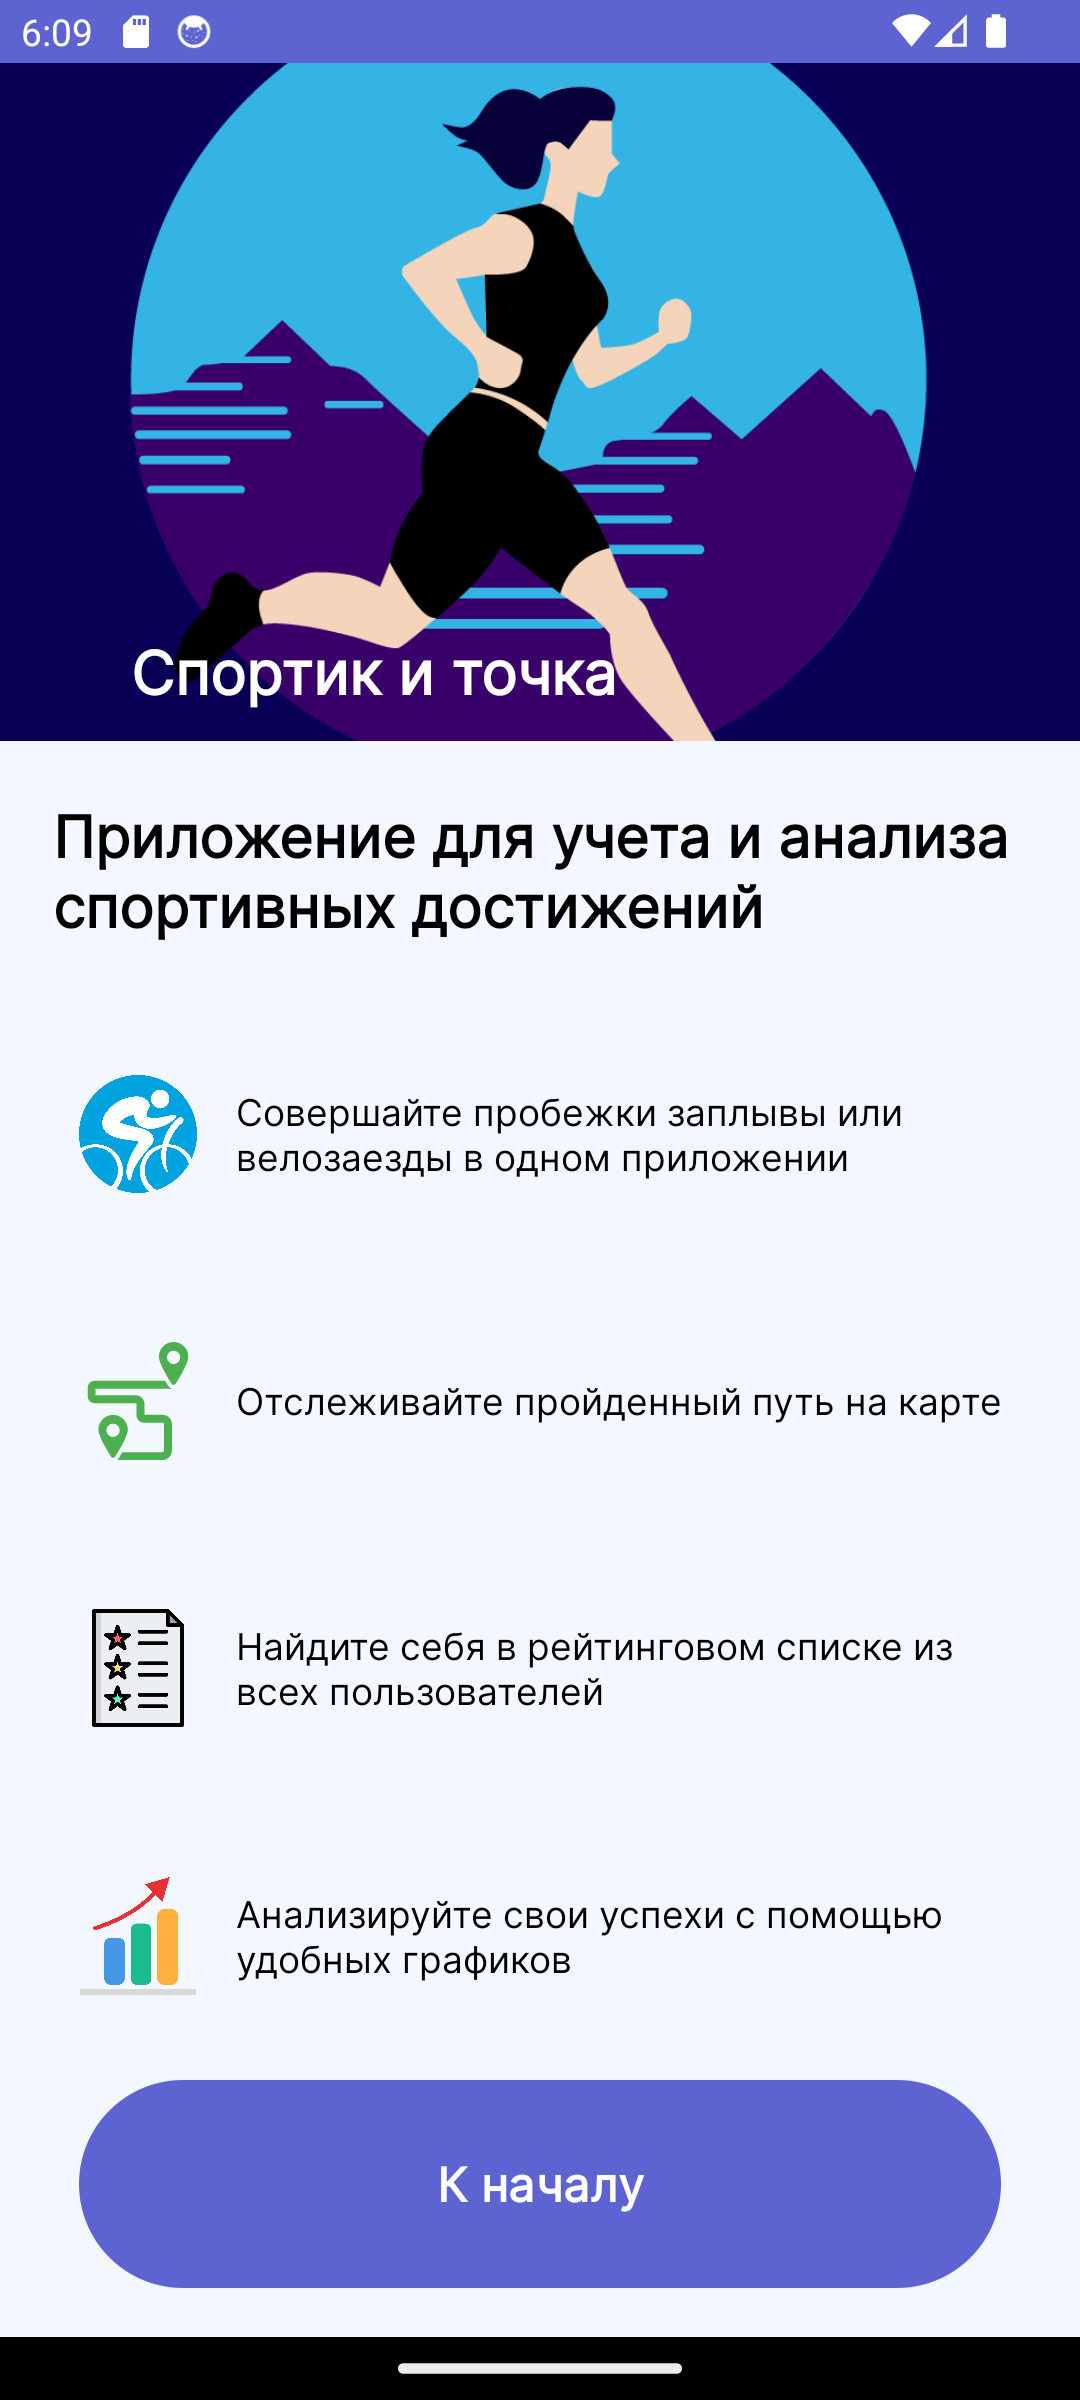 6:09
Спортик и точка
Приложение для учета и анализа
спортивных достижений
Совершайте пробежки заплывы или
велозаезды в одном приложении
Отслеживайте пройденный путь на карте
Найдите себя в рейтинговом списке из
всех пользователей
Анализируйте свои успехи с помощью
удобных графиков
К началу